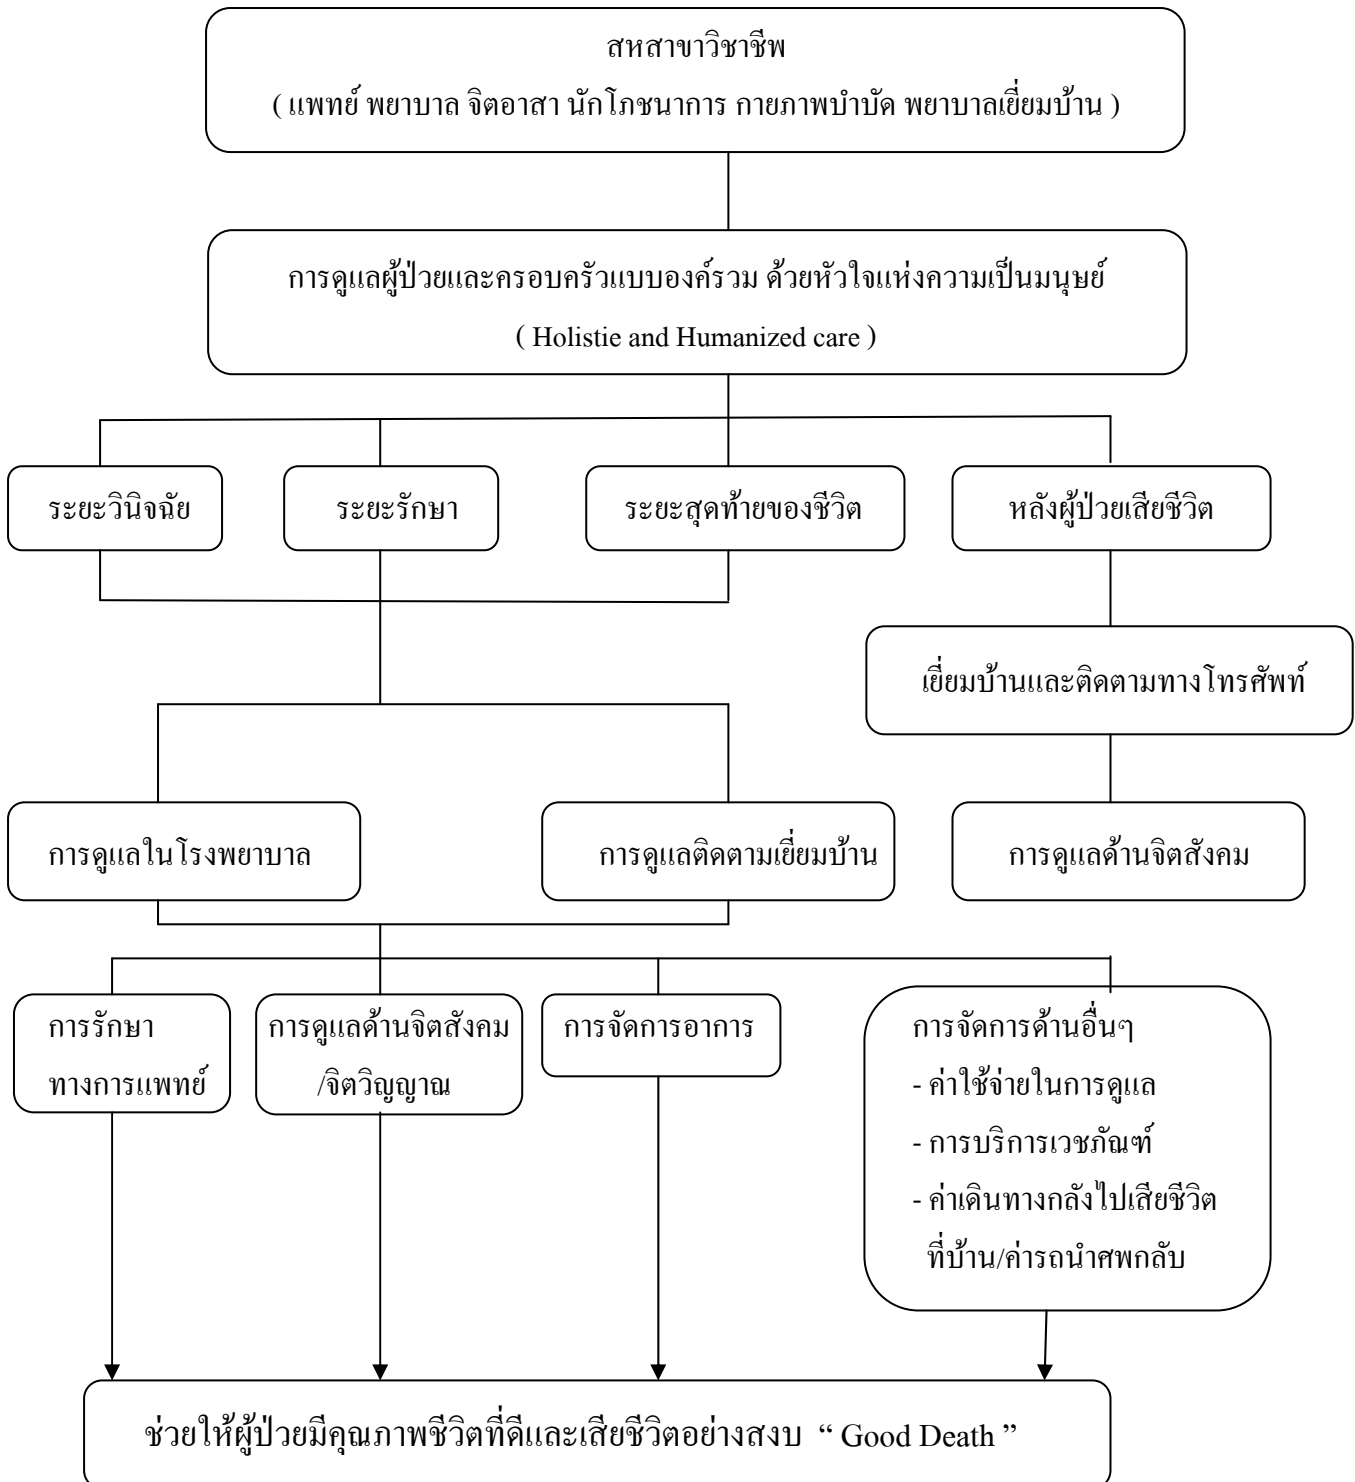 สหสาขาวิชาชีพ
( แพทย์ พยาบาล จิตอาสา นักโภชนาการ กายภาพบำบัด พยาบาลเยี่ยมบ้าน )
การดูแลผู้ป่วยและครอบครัวแบบองค์รวม ด้วยหัวใจแห่งความเป็นมนุษย์
( Holistie and Humanized care )
ระยะวินิจฉัย
ระยะรักษา
ระยะสุดท้ายของชีวิต
หลังผู้ป่วยเสียชีวิต
เยี่ยมบ้านและติดตามทางโทรศัพท์
การดูแลในโรงพยาบาล
การดูแลติดตามเยี่ยมบ้าน
การดูแลด้านจิตสังคม
การรักษา
ทางการแพทย์
การดูแลด้านจิตสังคม
/จิตวิญญาณ
การจัดการอาการ
การจัดการด้านอื่นๆ
- ค่าใช้จ่ายในการดูแล
- การบริการเวชภัณฑ์
- ค่าเดินทางกลังไปเสียชีวิต
ที่บ้าน/ค่ารถนำศพกลับ
ช่วยให้ผู้ป่วยมีคุณภาพชีวิตที่ดีและเสียชีวิตอย่างสงบ “ Good Death ”